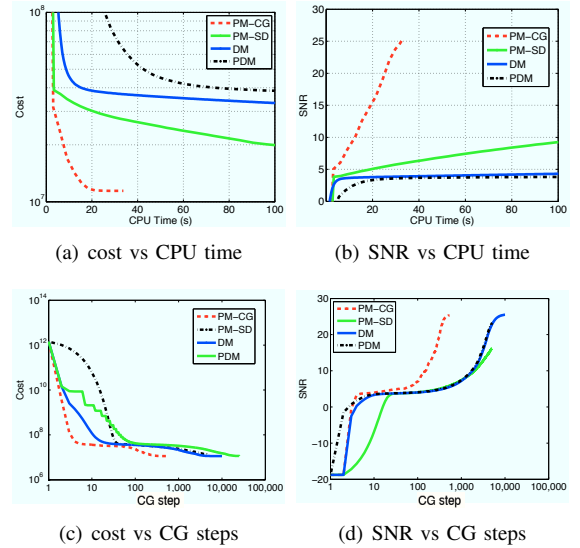 10^8
Cost
10^7
0 20 40 60 80 100
CPU Time (s)
PM-CG
PM-SD
DM
PDM
(a) cost vs CPU time
30
25
20
15
10
5
0
SNR
0 20 40 60 80 100
CPU Time (s)
PM-CG
PM-SD
DM
PDM
(b) SNR vs CPU time
10^14
10^12
10^10
10^8
10^6
Cost
1 10 100 1,000 10,000 100,000
CG step
PM-CG
PM-SD
DM
PDM
(c) cost vs CG steps
30
20
10
0
-10
-20
SNR
1 10 100 1,000 10,000 100,000
CG step
PM-CG
PM-SD
DM
PDM
(d) SNR vs CG steps